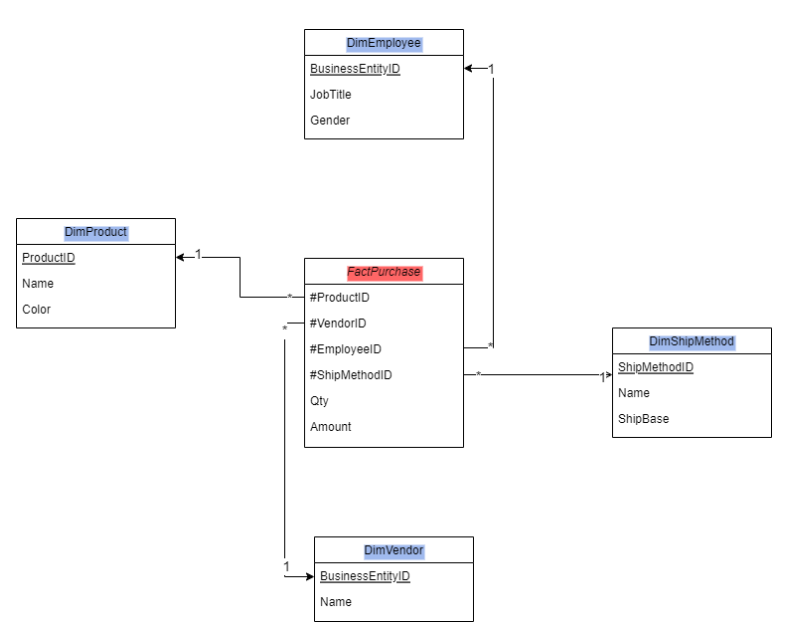 DimEmployee
BusinessEntityID
JobTitle
Gender
1
DimProduct
ProductID
Name
Color
1
*
FactPurchase
#ProductID
#VendorID
#EmployeeID
#ShipMethodID
Qty
Amount
*
*
*
1
DimShipMethod
ShipMethodID
Name
ShipBase
1
DimVendor
BusinessEntityID
Name